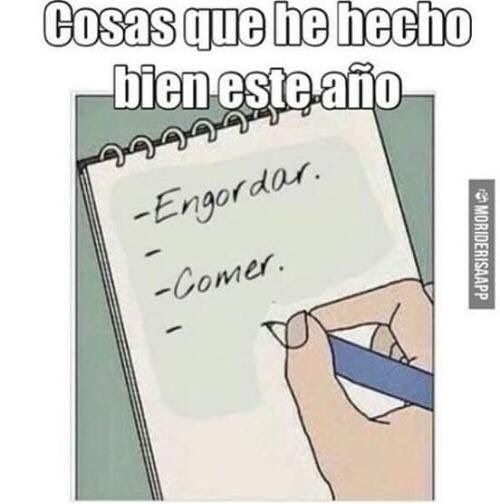 Cosas que he hecho
bien este año
-Engordar.
-
-Comer.
-
MORIDERISAAPP